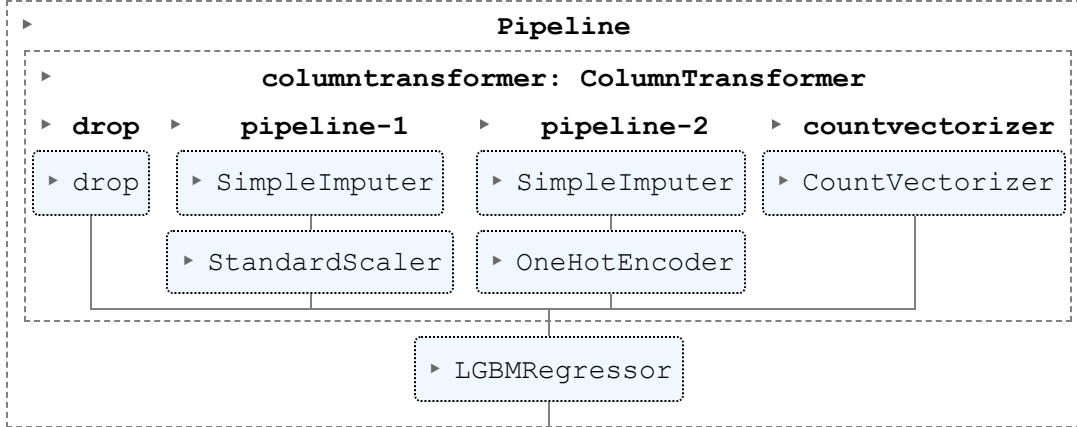 Pipeline
columntransformer: ColumnTransformer
drop pipeline-1 pipeline-2 countvectorizer
drop SimpleImputer SimpleImputer CountVectorizer
StandardScaler OneHotEncoder
LGBMRegressor